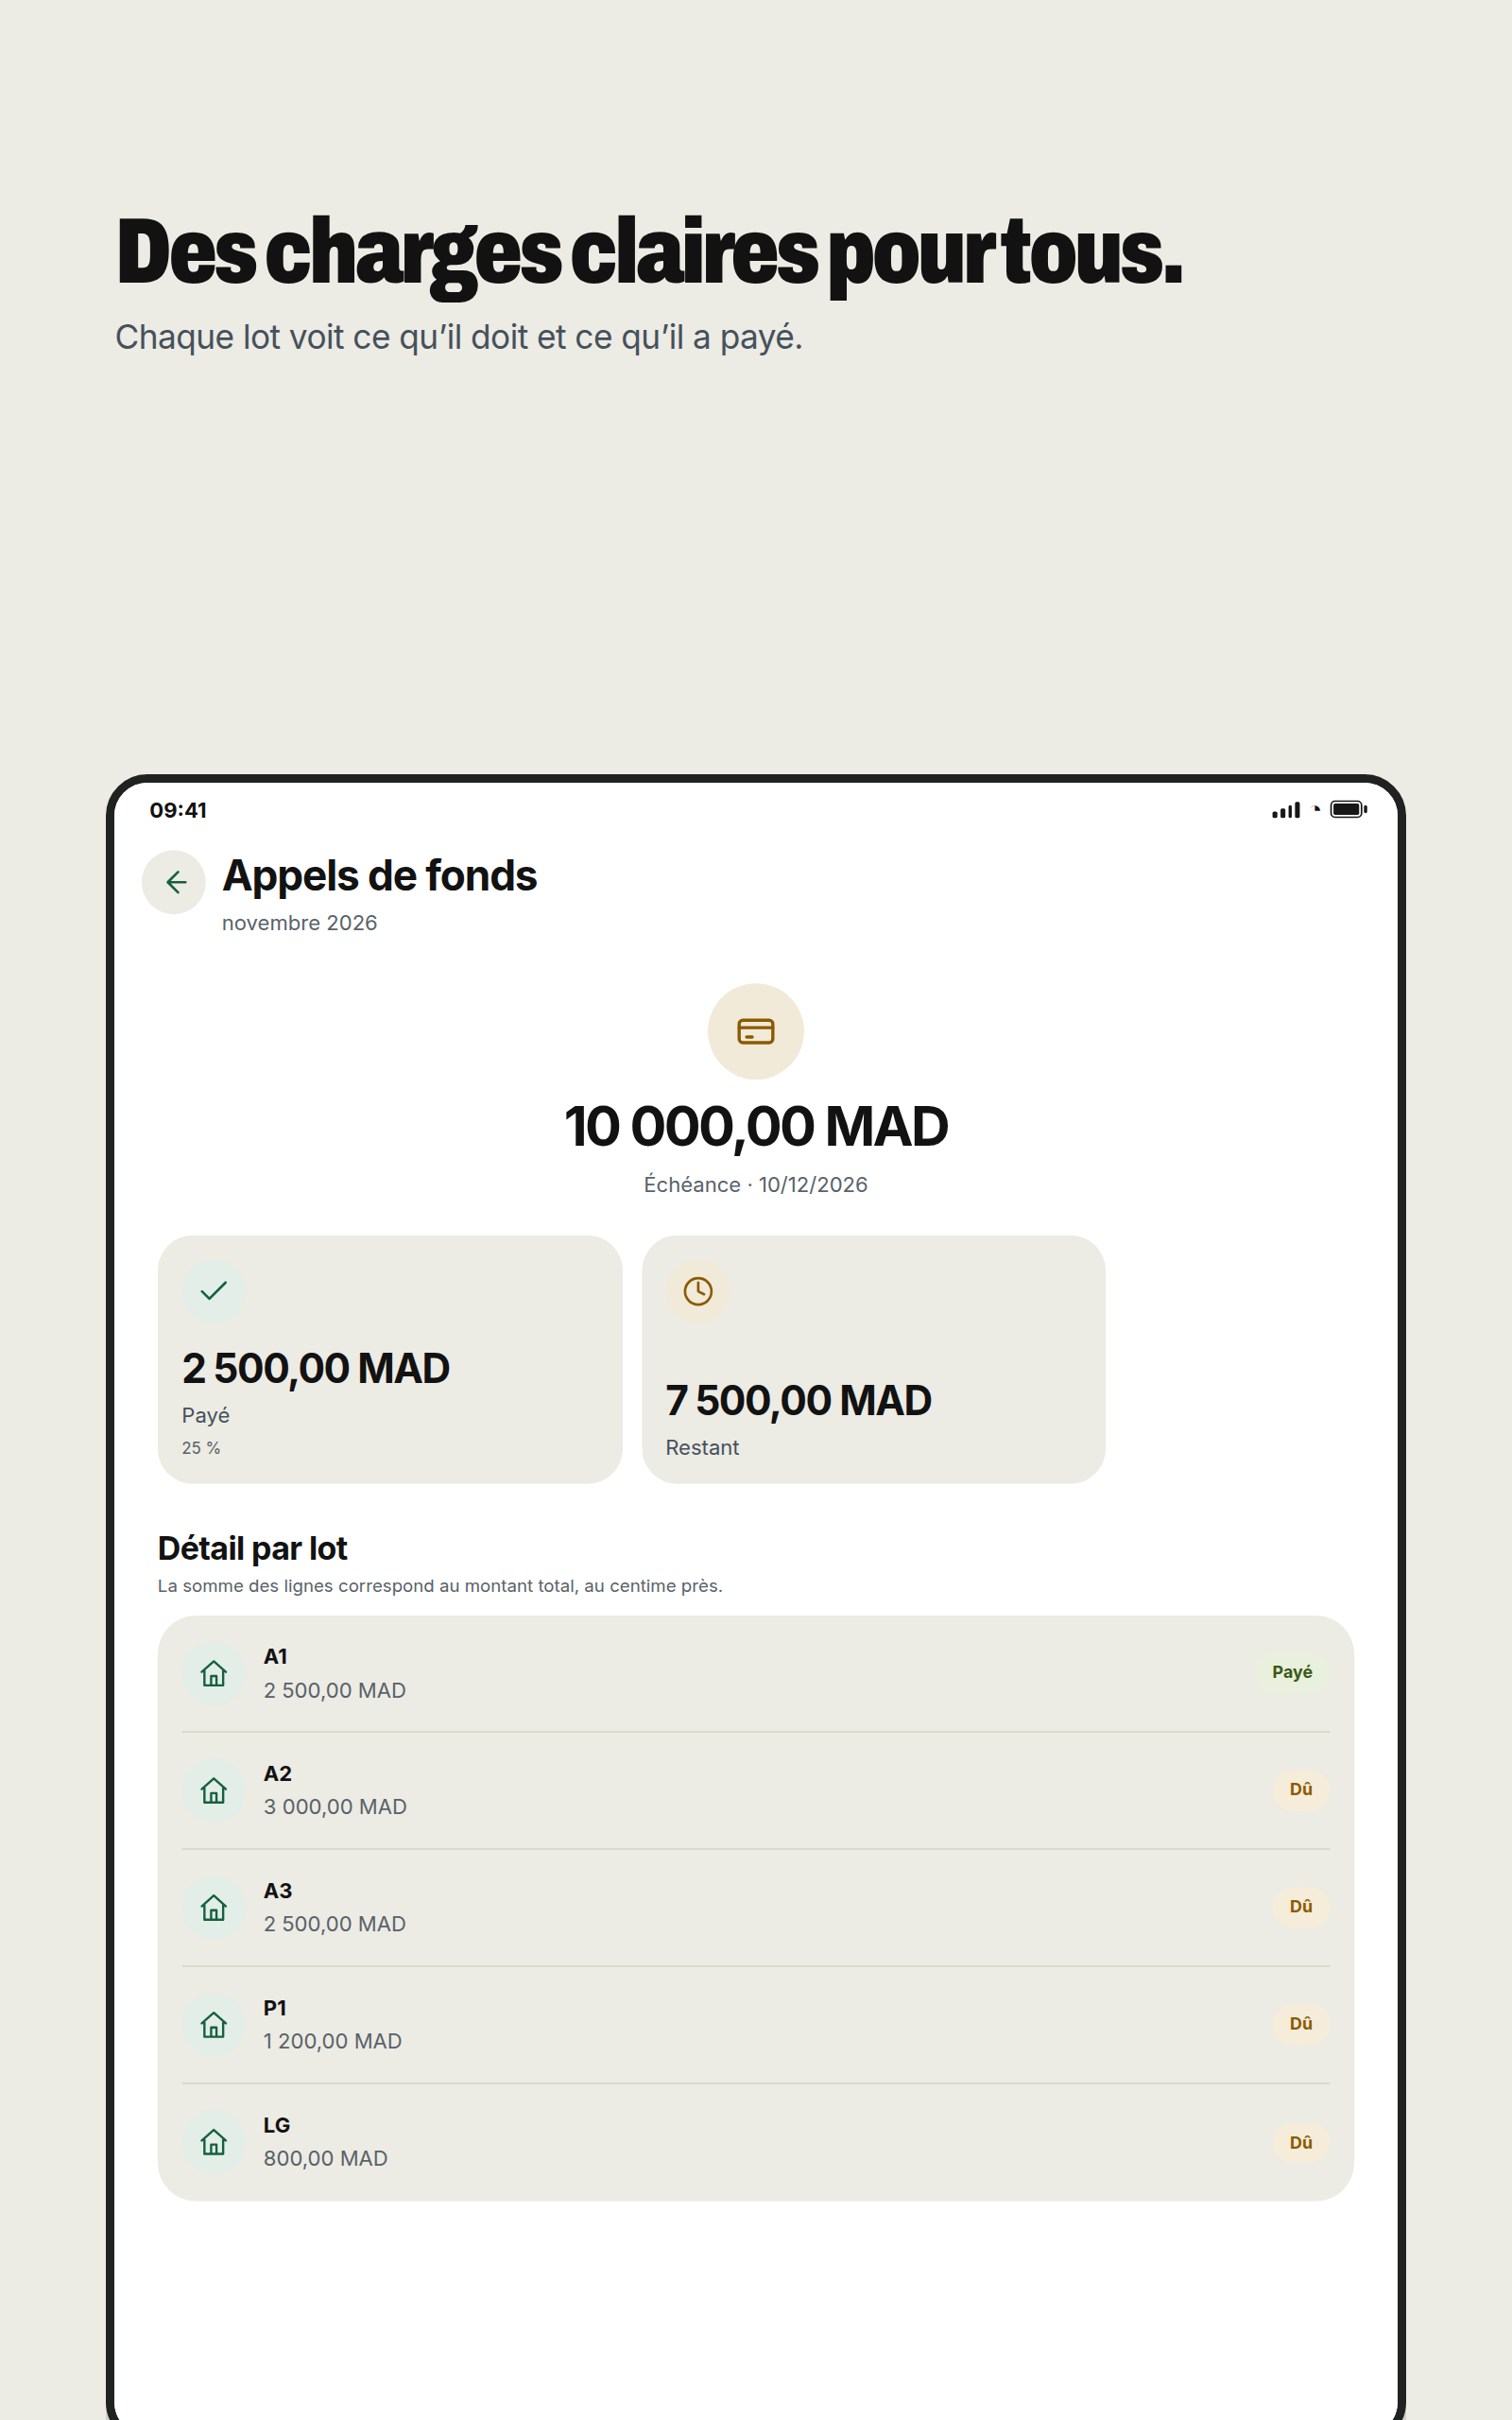 Des charges claires pour tous.
Chaque lot voit ce qu’il doit et ce qu’il a payé.
09:41
Appels de fonds
novembre 2026
10 000,00 MAD
Échéance · 10/12/2026
2 500,00 MAD
Payé
25 %
7 500,00 MAD
Restant
Détail par lot
La somme des lignes correspond au montant total, au centime près.
A1
2 500,00 MAD
Payé
A2
3 000,00 MAD
Dû
A3
2 500,00 MAD
Dû
P1
1 200,00 MAD
Dû
LG
800,00 MAD
Dû